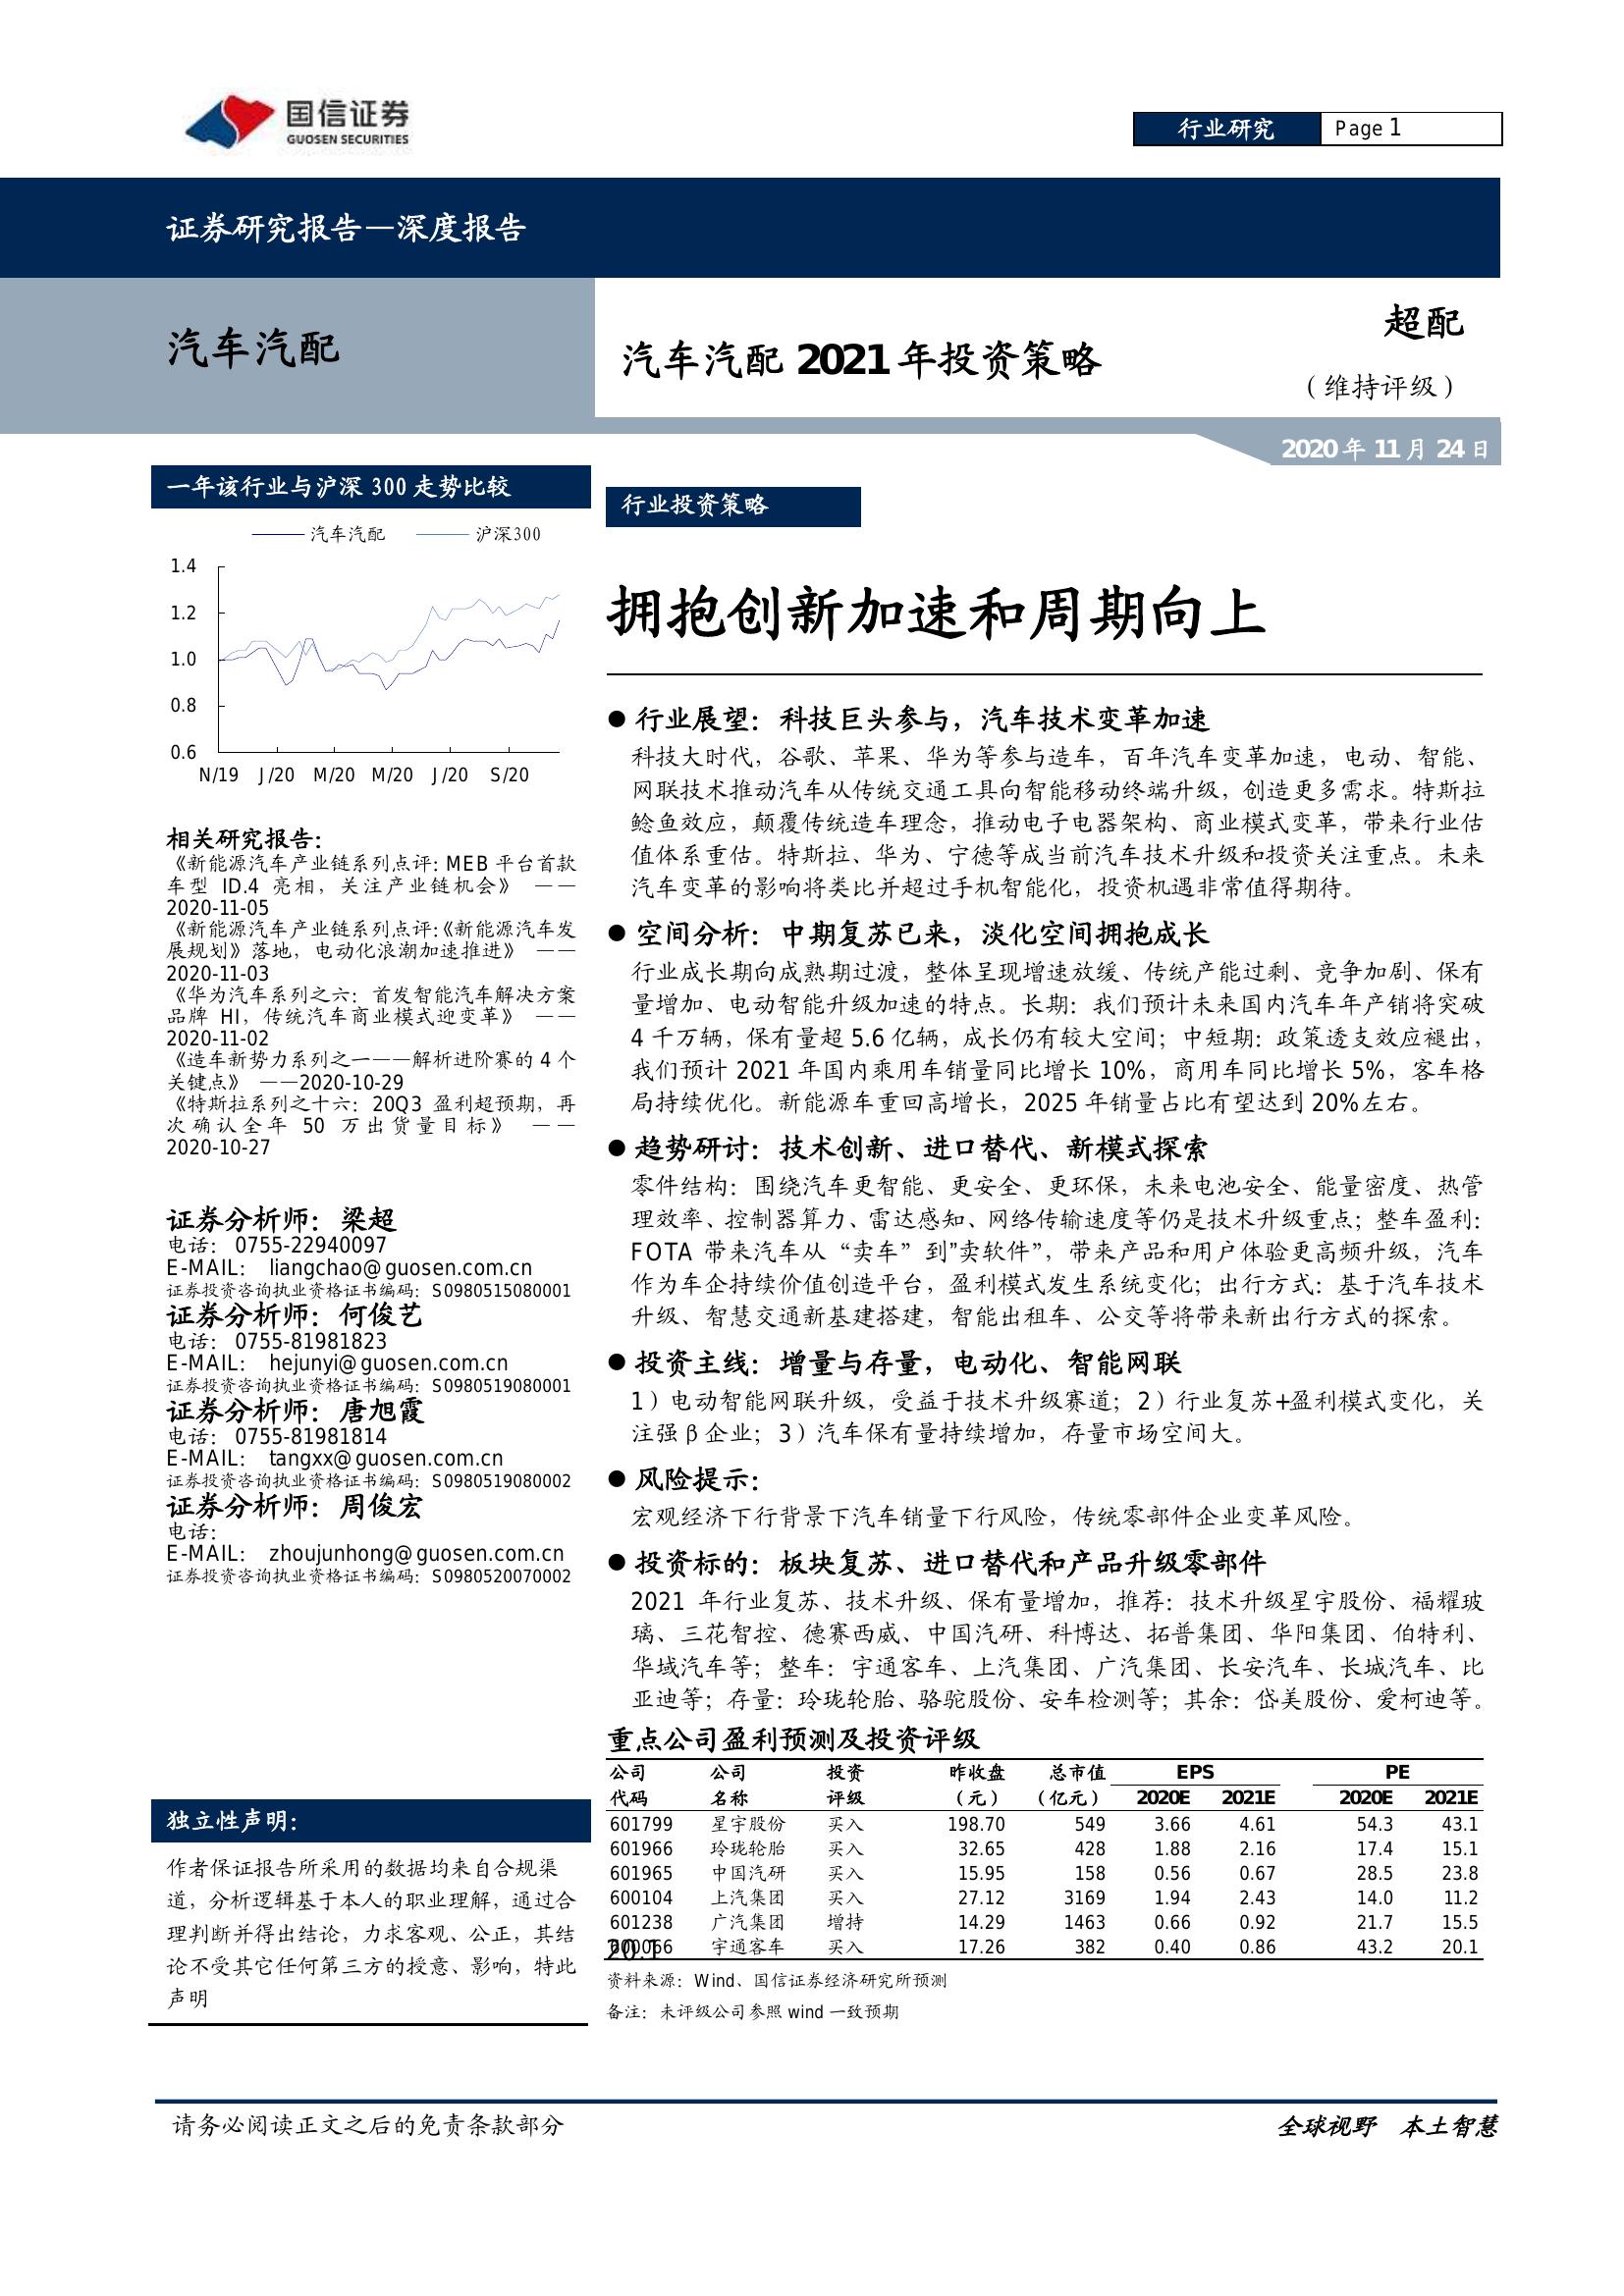 国信证券
GUOSEN SECURITIES
行业研究
Page 1
证券研究报告—深度报告
汽车汽配
汽车汽配 2021 年投资策略
超配
（维持评级）
2020 年 11 月 24 日
一年该行业与沪深 300 走势比较
汽车汽配 沪深300
1.4
1.2
1.0
0.8
0.6
N/19 J/20 M/20 M/20 J/20 S/20
相关研究报告：
《新能源汽车产业链系列点评：MEB 平台首款
车型 ID.4 亮相，关注产业链机会》 ——
2020-11-05
《新能源汽车产业链系列点评：《新能源汽车发
展规划》落地，电动化浪潮加速推进》 ——
2020-11-03
《华为汽车系列之六：首发智能汽车解决方案
品牌 HI，传统汽车商业模式迎变革》 ——
2020-11-02
《造车新势力系列之一——解析进阶赛的 4 个
关键点》 ——2020-10-29
《特斯拉系列之十六：20Q3 盈利超预期，再
次确认全年 50 万出货量目标》 ——
2020-10-27
证券分析师：梁超
电话： 0755-22940097
E-MAIL： liangchao@guosen.com.cn
证券投资咨询执业资格证书编码：S0980515080001
证券分析师：何俊艺
电话： 0755-81981823
E-MAIL： hejunyi@guosen.com.cn
证券投资咨询执业资格证书编码：S0980519080001
证券分析师：唐旭霞
电话： 0755-81981814
E-MAIL： tangxx@guosen.com.cn
证券投资咨询执业资格证书编码：S0980519080002
证券分析师：周俊宏
电话：
E-MAIL： zhoujunhong@guosen.com.cn
证券投资咨询执业资格证书编码：S0980520070002
独立性声明：
作者保证报告所采用的数据均来自合规渠
道，分析逻辑基于本人的职业理解，通过合
理判断并得出结论，力求客观、公正，其结
论不受其它任何第三方的授意、影响，特此
声明
行业投资策略
拥抱创新加速和周期向上
● 行业展望：科技巨头参与，汽车技术变革加速
科技大时代，谷歌、苹果、华为等参与造车，百年汽车变革加速，电动、智能、
网联技术推动汽车从传统交通工具向智能移动终端升级，创造更多需求。特斯拉
鲶鱼效应，颠覆传统造车理念，推动电子电器架构、商业模式变革，带来行业估
值体系重估。特斯拉、华为、宁德等成当前汽车技术升级和投资关注重点。未来
汽车变革的影响将类比并超过手机智能化，投资机遇非常值得期待。
● 空间分析：中期复苏已来，淡化空间拥抱成长
行业成长期向成熟期过渡，整体呈现增速放缓、传统产能过剩、竞争加剧、保有
量增加、电动智能升级加速的特点。长期：我们预计未来国内汽车年产销将突破
4 千万辆，保有量超 5.6 亿辆，成长仍有较大空间；中短期：政策透支效应褪出，
我们预计 2021 年国内乘用车销量同比增长 10%，商用车同比增长 5%，客车格
局持续优化。新能源车重回高增长，2025 年销量占比有望达到 20%左右。
● 趋势研讨：技术创新、进口替代、新模式探索
零件结构：围绕汽车更智能、更安全、更环保，未来电池安全、能量密度、热管
理效率、控制器算力、雷达感知、网络传输速度等仍是技术升级重点；整车盈利：
FOTA 带来汽车从“卖车”到”卖软件”，带来产品和用户体验更高频升级，汽车
作为车企持续价值创造平台，盈利模式发生系统变化；出行方式：基于汽车技术
升级、智慧交通新基建搭建，智能出租车、公交等将带来新出行方式的探索。
● 投资主线：增量与存量，电动化、智能网联
1）电动智能网联升级，受益于技术升级赛道；2）行业复苏+盈利模式变化，关
注强 β 企业；3）汽车保有量持续增加，存量市场空间大。
● 风险提示：
宏观经济下行背景下汽车销量下行风险，传统零部件企业变革风险。
● 投资标的：板块复苏、进口替代和产品升级零部件
2021 年行业复苏、技术升级、保有量增加，推荐：技术升级星宇股份、福耀玻
璃、三花智控、德赛西威、中国汽研、科博达、拓普集团、华阳集团、伯特利、
华域汽车等；整车：宇通客车、上汽集团、广汽集团、长安汽车、长城汽车、比
亚迪等；存量：玲珑轮胎、骆驼股份、安车检测等；其余：岱美股份、爱柯迪等。
重点公司盈利预测及投资评级
公司 公司 投资 昨收盘 总市值 EPS PE
代码 名称 评级 （元） （亿元） 2020E 2021E 2020E 2021E
601799 星宇股份 买入 198.70 549 3.66 4.61 54.3 43.1
601966 玲珑轮胎 买入 32.65 428 1.88 2.16 17.4 15.1
601965 中国汽研 买入 15.95 158 0.56 0.67 28.5 23.8
600104 上汽集团 买入 27.12 3169 1.94 2.43 14.0 11.2
601238 广汽集团 增持 14.29 1463 0.66 0.92 21.7 15.5
600066 宇通客车 买入 17.26 382 0.40 0.86 43.2 20.1
20.1
资料来源：Wind、国信证券经济研究所预测
备注：未评级公司参照 wind 一致预期
请务必阅读正文之后的免责条款部分
全球视野 本土智慧